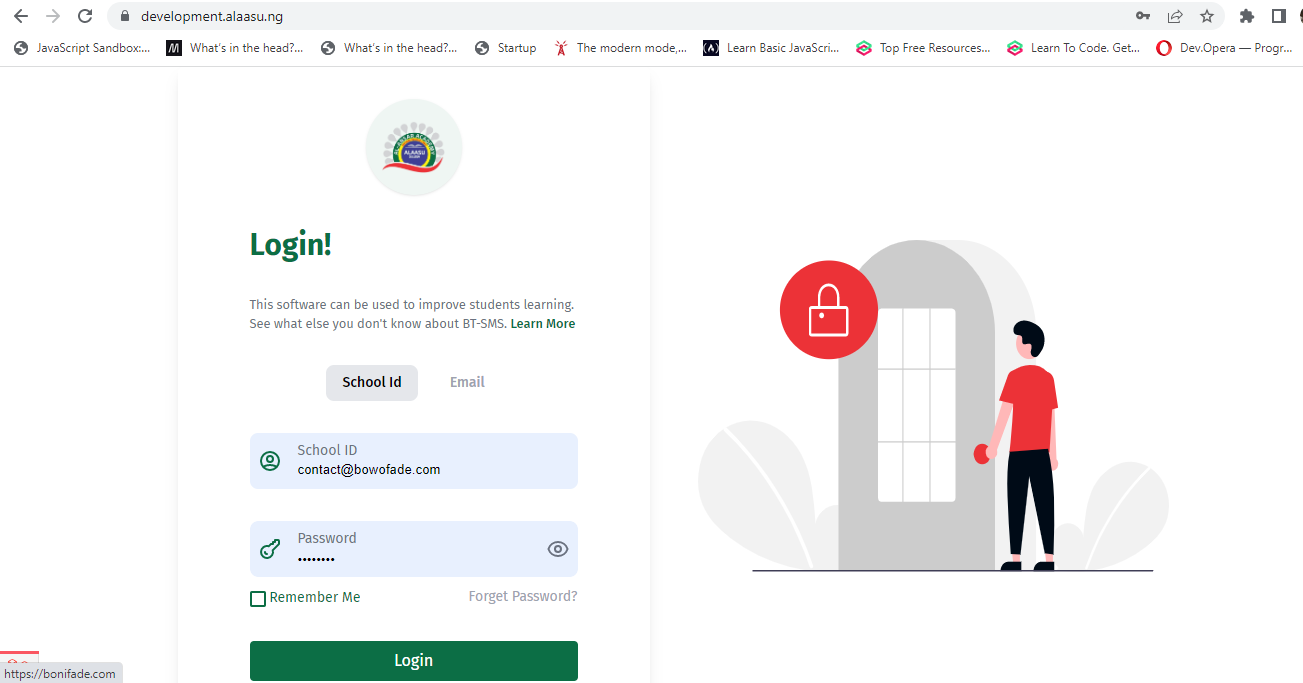 development.alaasu.ng
JavaScript Sandbox:...
What's in the head?...
What's in the head?...
Startup
The modern mode,...
Learn Basic JavaScri...
Top Free Resources...
Learn To Code. Get...
Dev.Opera — Progr...
ALAASU
Login!
This software can be used to improve students learning.
See what else you don't know about BT-SMS. Learn More
School Id
Email
School ID
contact@bowofade.com
Password
••••••••
Remember Me
Forget Password?
Login
https://bonifade.com